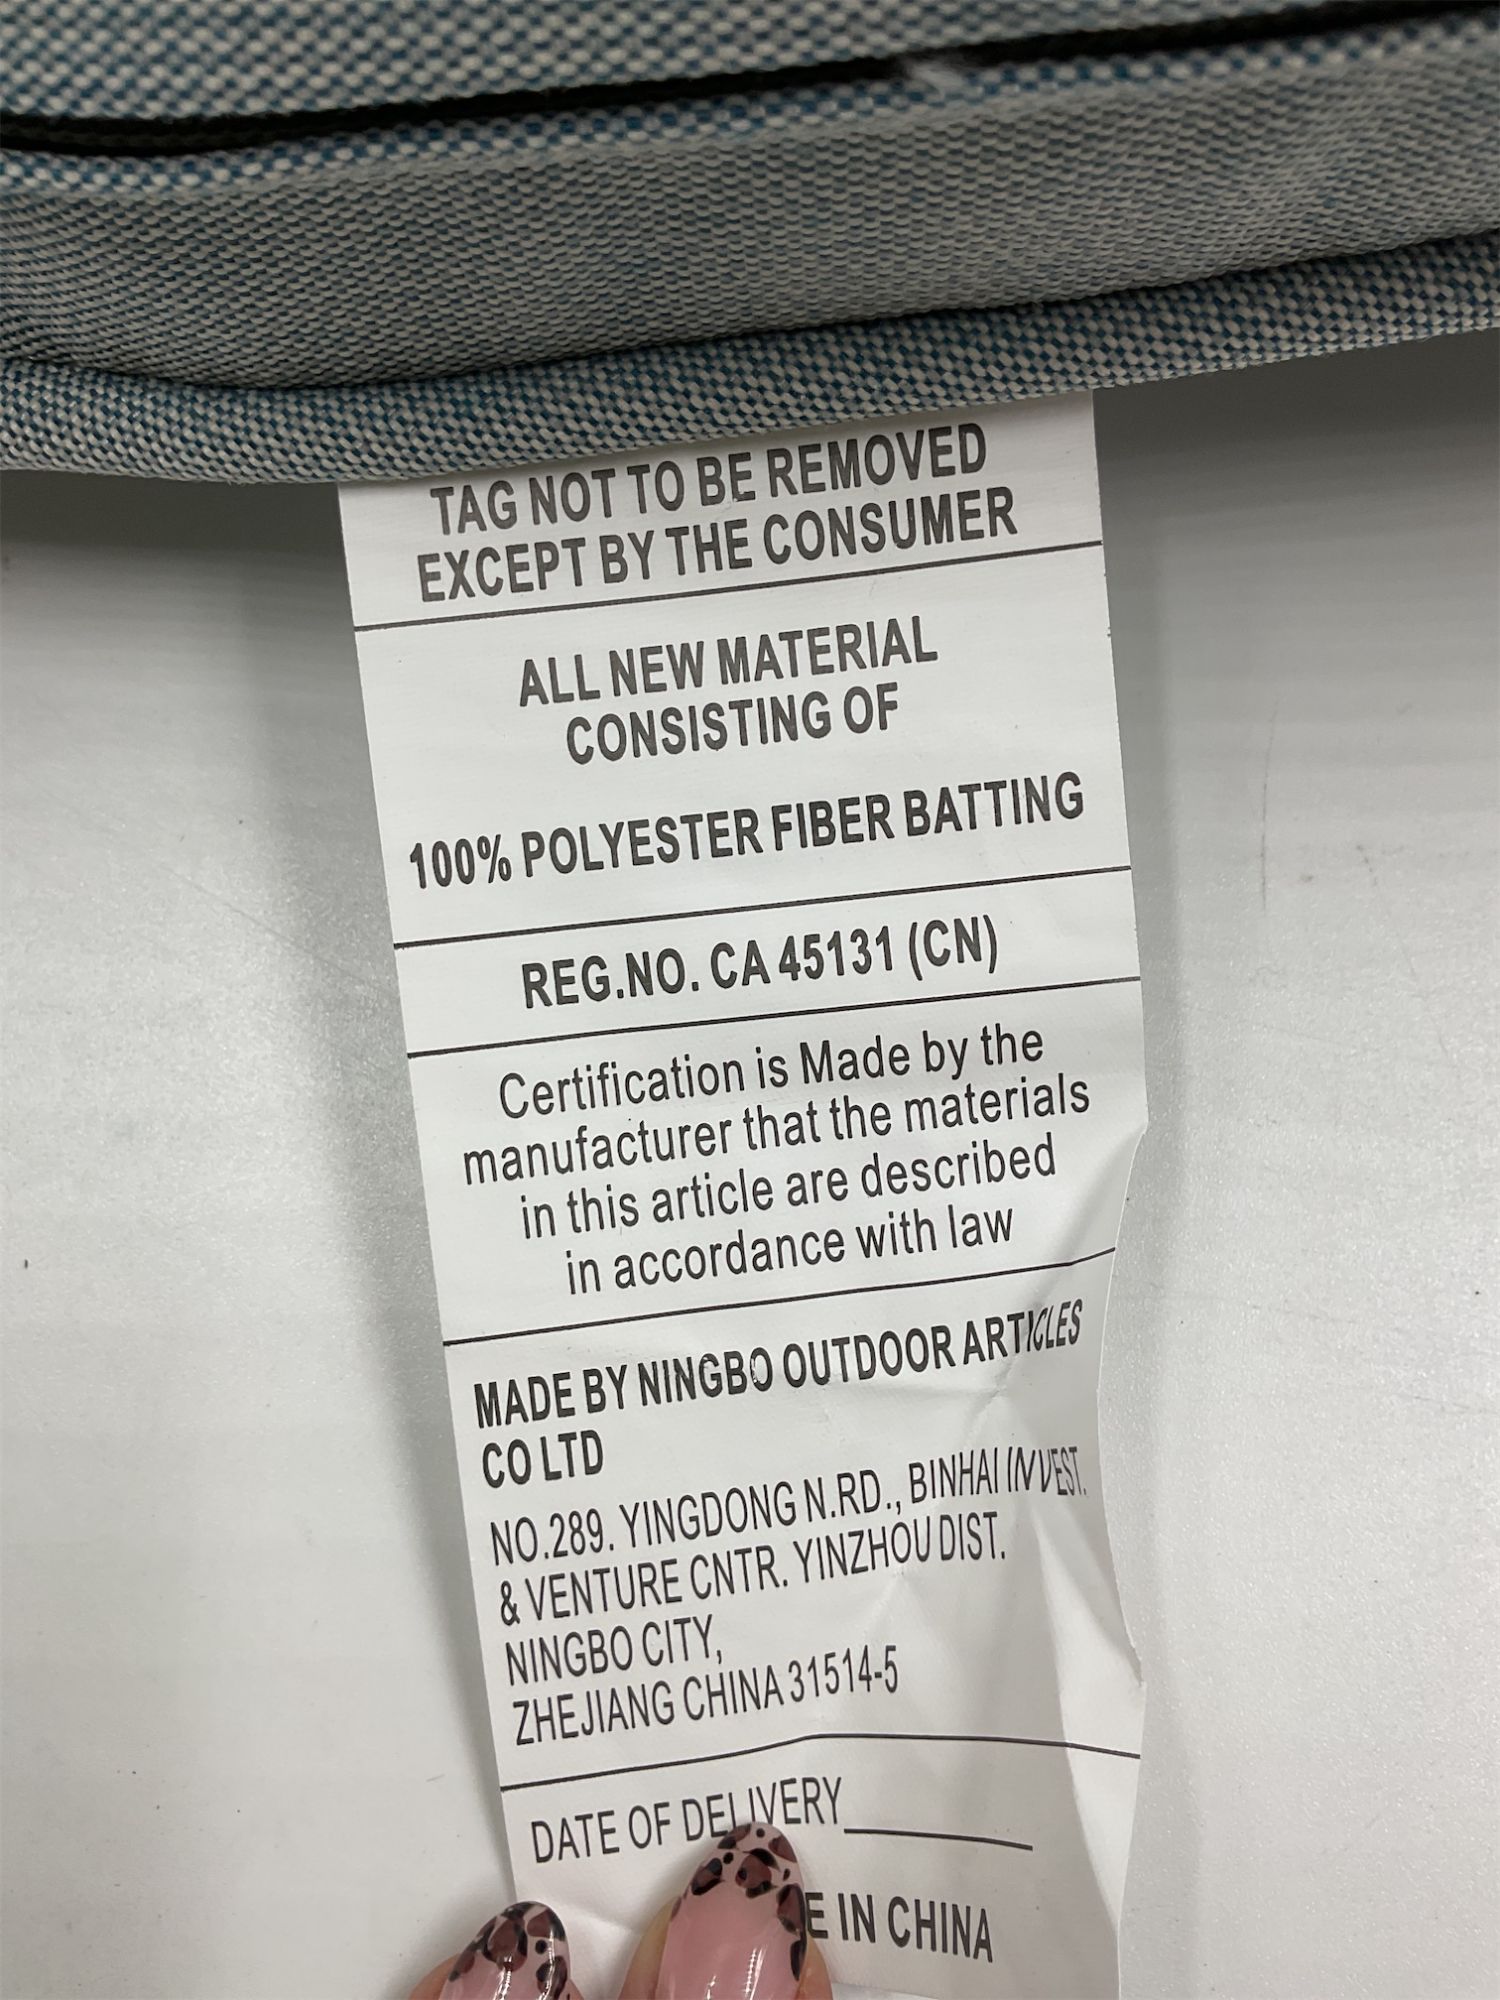 TAG NOT TO BE REMOVED
EXCEPT BY THE CONSUMER
ALL NEW MATERIAL
CONSISTING OF
100% POLYESTER FIBER BATTING
REG.NO. CA 45131 (CN)
Certification is Made by the
manufacturer that the materials
in this article are described
in accordance with law
MADE BY NINGBO OUTDOOR ARTICLES
CO LTD
NO.289. YINGDONG N.RD., BINHAI INVEST.
& VENTURE CNTR. YINZHOU DIST.
NINGBO CITY,
ZHEJIANG CHINA 31514-5
DATE OF DELIVERY
E IN CHINA